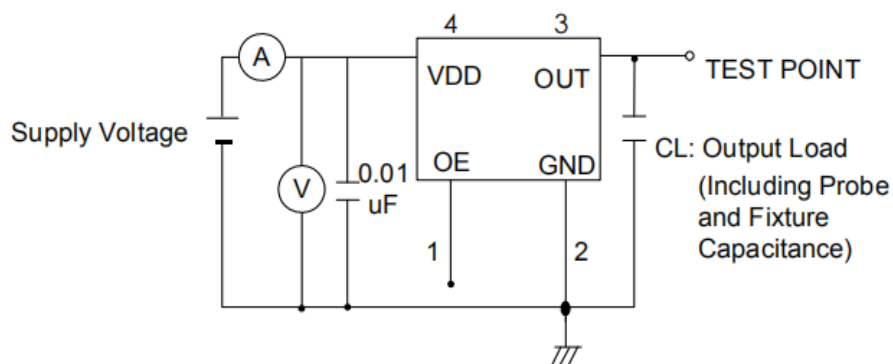 4
3
A
VDD
OUT
TEST POINT
Supply Voltage
V
0.01
uF
OE
GND
CL: Output Load
(Including Probe
and Fixture
Capacitance)
1
2